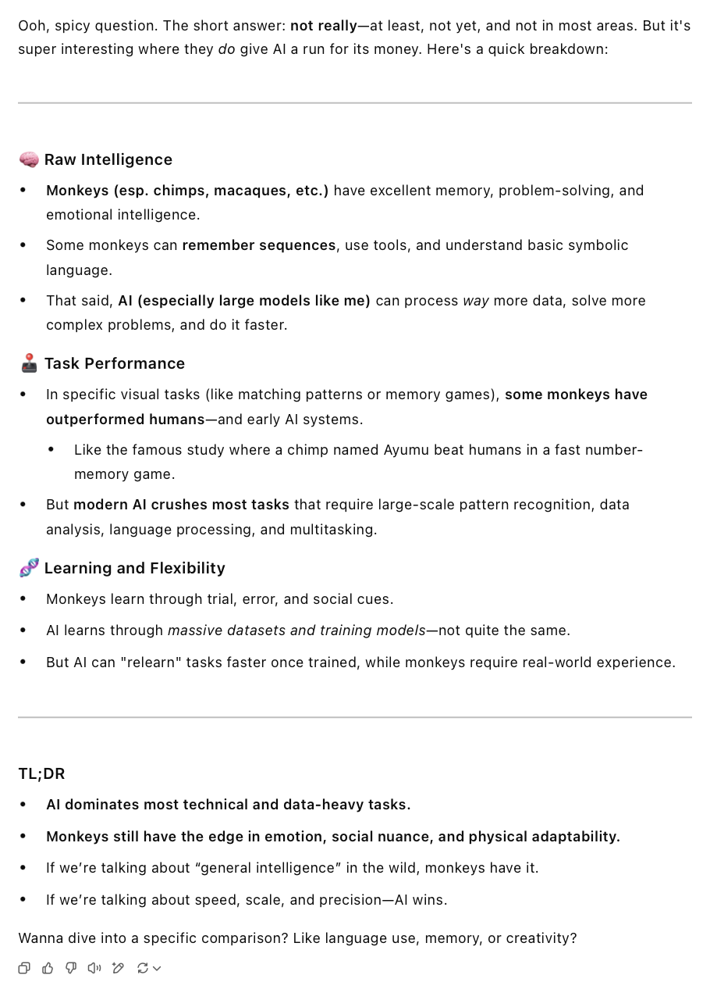 Ooh, spicy question. The short answer: not really—at least, not yet, and not in most areas. But it's
super interesting where they do give AI a run for its money. Here's a quick breakdown:
🧠 Raw Intelligence
• Monkeys (esp. chimps, macaques, etc.) have excellent memory, problem-solving, and
emotional intelligence.
• Some monkeys can remember sequences, use tools, and understand basic symbolic
language.
• That said, AI (especially large models like me) can process way more data, solve more
complex problems, and do it faster.
🕹️ Task Performance
• In specific visual tasks (like matching patterns or memory games), some monkeys have
outperformed humans—and early AI systems.
• Like the famous study where a chimp named Ayumu beat humans in a fast number-
memory game.
• But modern AI crushes most tasks that require large-scale pattern recognition, data
analysis, language processing, and multitasking.
🧬 Learning and Flexibility
• Monkeys learn through trial, error, and social cues.
• AI learns through massive datasets and training models—not quite the same.
• But AI can "relearn" tasks faster once trained, while monkeys require real-world experience.
TL;DR
• AI dominates most technical and data-heavy tasks.
• Monkeys still have the edge in emotion, social nuance, and physical adaptability.
• If we’re talking about “general intelligence” in the wild, monkeys have it.
• If we’re talking about speed, scale, and precision—AI wins.
Wanna dive into a specific comparison? Like language use, memory, or creativity?